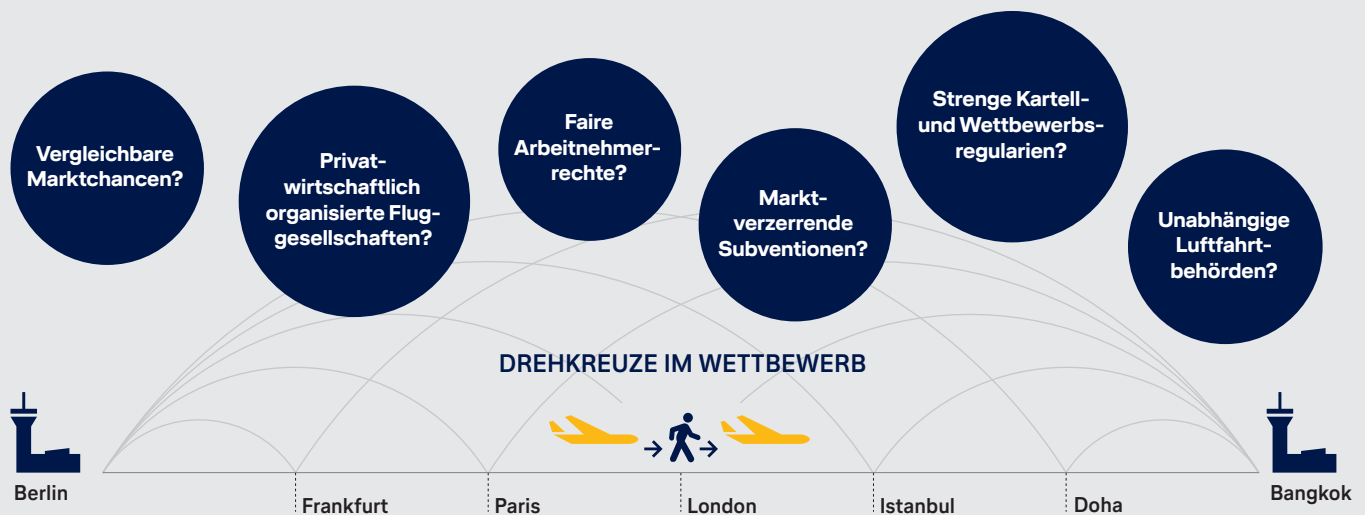 Vergleichbare
Marktchancen?
Privat-
wirtschaftlich
organisierte Flug-
gesellschaften?
Faire
Arbeitnehmer-
rechte?
Markt-
verzerrende
Subventionen?
Strenge Kartell-
und Wettbewerbs-
regularien?
Unabhängige
Luftfahrt-
behörden?
DREHKREUZE IM WETTBEWERB
Berlin
Frankfurt
Paris
London
Istanbul
Doha
Bangkok